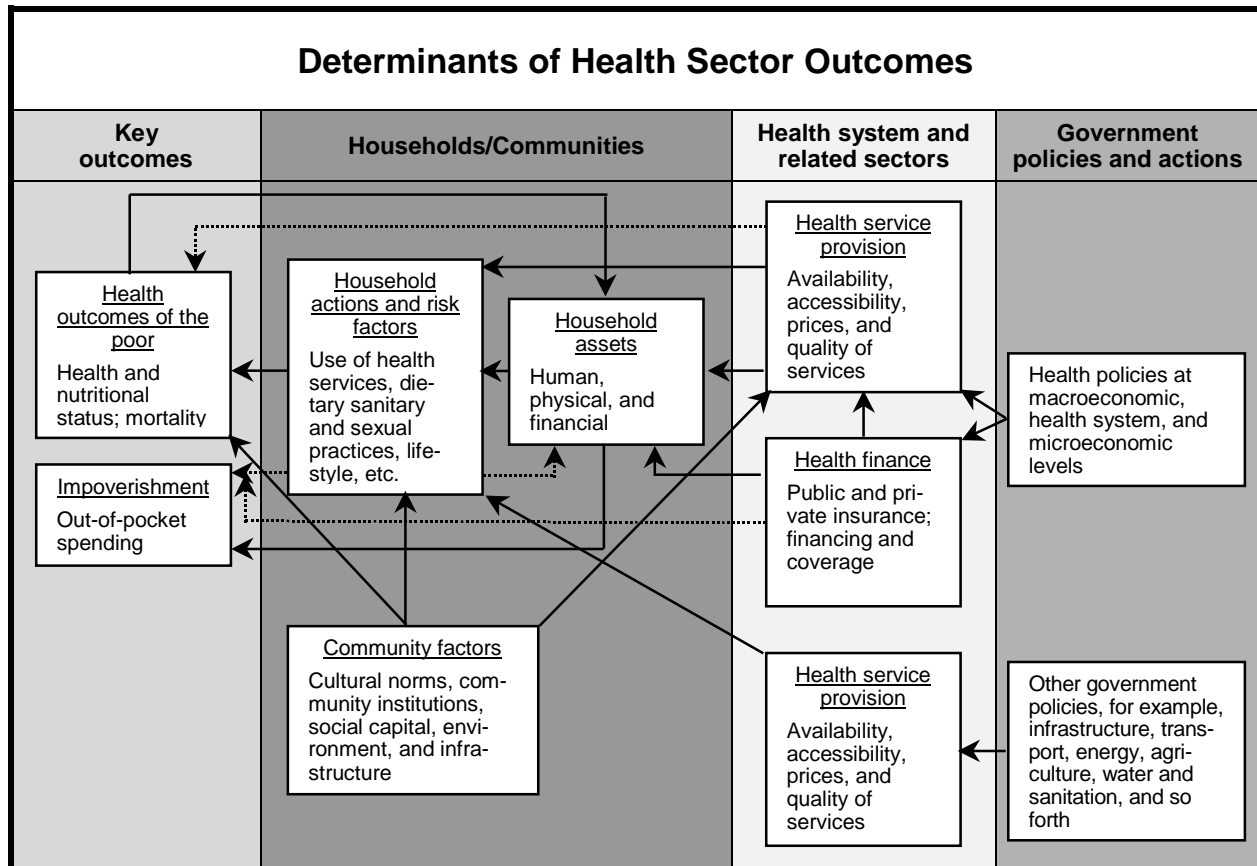 Determinants of Health Sector Outcomes
Key
outcomes
Households/Communities
Health system and
related sectors
Government
policies and actions
Health
outcomes of the
poor
Health and
nutritional
status; mortality
Impoverishment
Out-of-pocket
spending
Household
actions and risk
factors
Use of health
services, die-
tary sanitary
and sexual
practices, life-
style, etc.
Household
assets
Human,
physical, and
financial
Community factors
Cultural norms, com-
munity institutions,
social capital, envi-
ronment, and infra-
structure
Health service
provision
Availability,
accessibility,
prices, and
quality of
services
Health finance
Public and pri-
vate insurance;
financing and
coverage
Health service
provision
Availability,
accessibility,
prices, and
quality of
services
Health policies at
macroeconomic,
health system, and
microeconomic
levels
Other government
policies, for example,
infrastructure, trans-
port, energy, agri-
culture, water and
sanitation, and so
forth